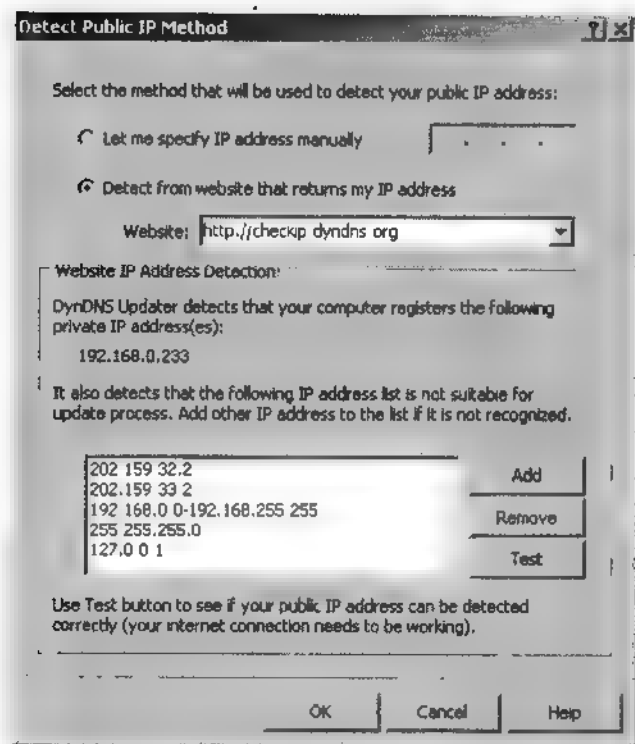 Detect Public IP Method
Select the method that will be used to detect your public IP address:
Let me specify IP address manually
. . .
Detect from website that returns my IP address
Website: http://checkip dyndns org
Website IP Address Detection:
DynDNS Updater detects that your computer registers the following
private IP address(es):
192.168.0.233
It also detects that the following IP address list is not suitable for
update process. Add other IP address to the list if it is not recognized.
202 159 32.2
202.159 33 2
192 168.0 0-192.168.255 255
255 255.255.0
127.0 0 1
Add
Remove
Test
Use Test button to see if your public IP address can be detected
correctly (your internet connection needs to be working).
OK Cancel Help